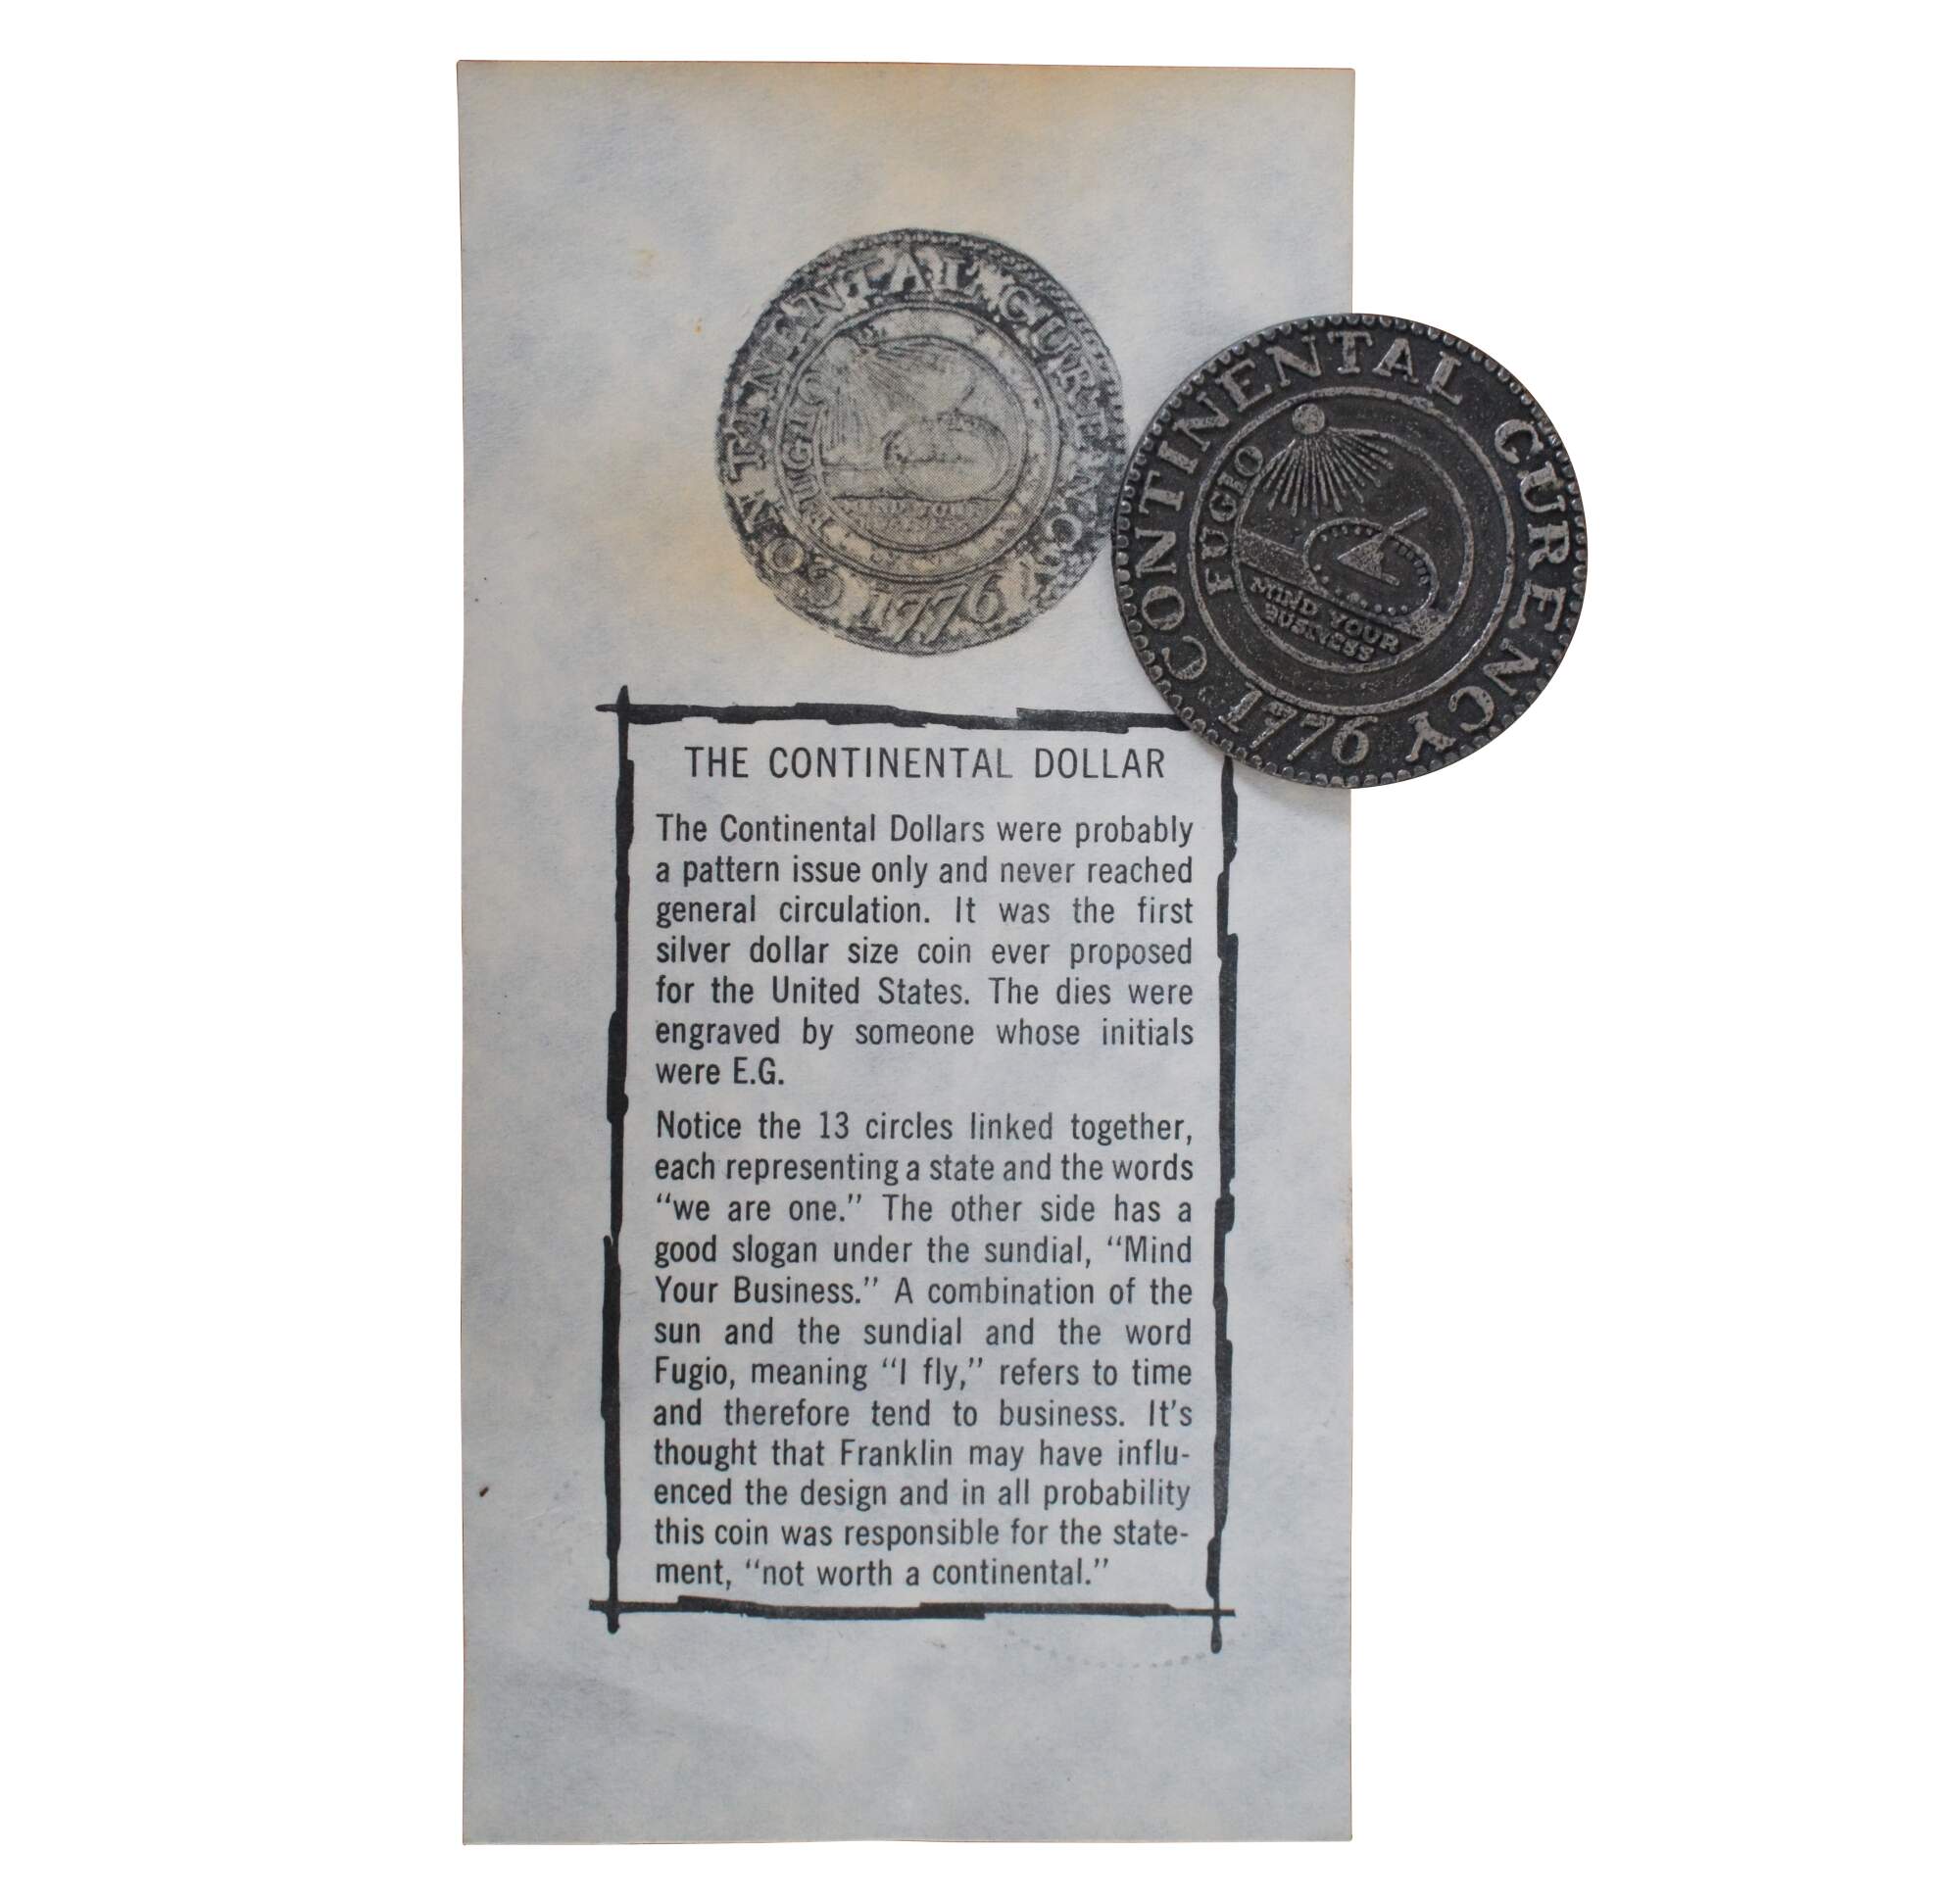 CONTINENTAL CURENCY
FUGIO
1776
CONTINENTAL CURENCY
FUGIO
MIND YOUR
BUSINESS
1776
THE CONTINENTAL DOLLAR
The Continental Dollars were probably
a pattern issue only and never reached
general circulation. It was the first
silver dollar size coin ever proposed
for the United States. The dies were
engraved by someone whose initials
were E.G.
Notice the 13 circles linked together,
each representing a state and the words
“we are one.” The other side has a
good slogan under the sundial, “Mind
Your Business.” A combination of the
sun and the sundial and the word
Fugio, meaning “I fly,” refers to time
and therefore tend to business. It’s
thought that Franklin may have influ-
enced the design and in all probability
this coin was responsible for the state-
ment, “not worth a continental.”